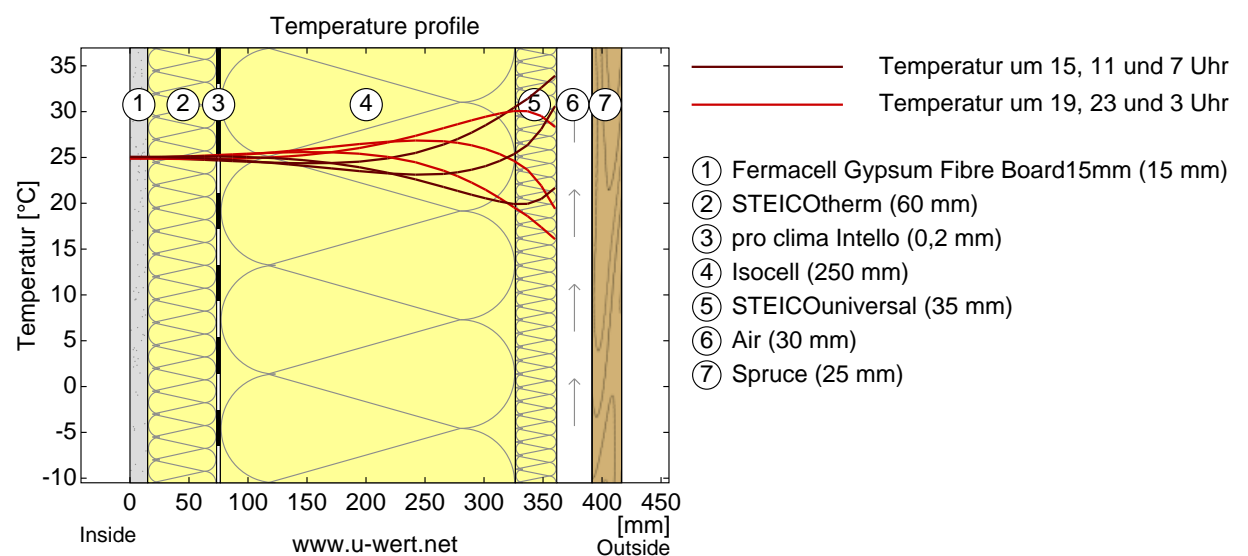 Temperature profile
Temperatur [°C]
35
30
25
20
15
10
5
0
-5
-10
1
2
3
4
5
6
7
0
50
100
150
200
250
300
350
400
450
[mm]
Inside
www.u-wert.net
Outside
Temperatur um 15, 11 und 7 Uhr
Temperatur um 19, 23 und 3 Uhr
1 Fermacell Gypsum Fibre Board15mm (15 mm)
2 STEICOtherm (60 mm)
3 pro clima Intello (0,2 mm)
4 Isocell (250 mm)
5 STEICOuniversal (35 mm)
6 Air (30 mm)
7 Spruce (25 mm)